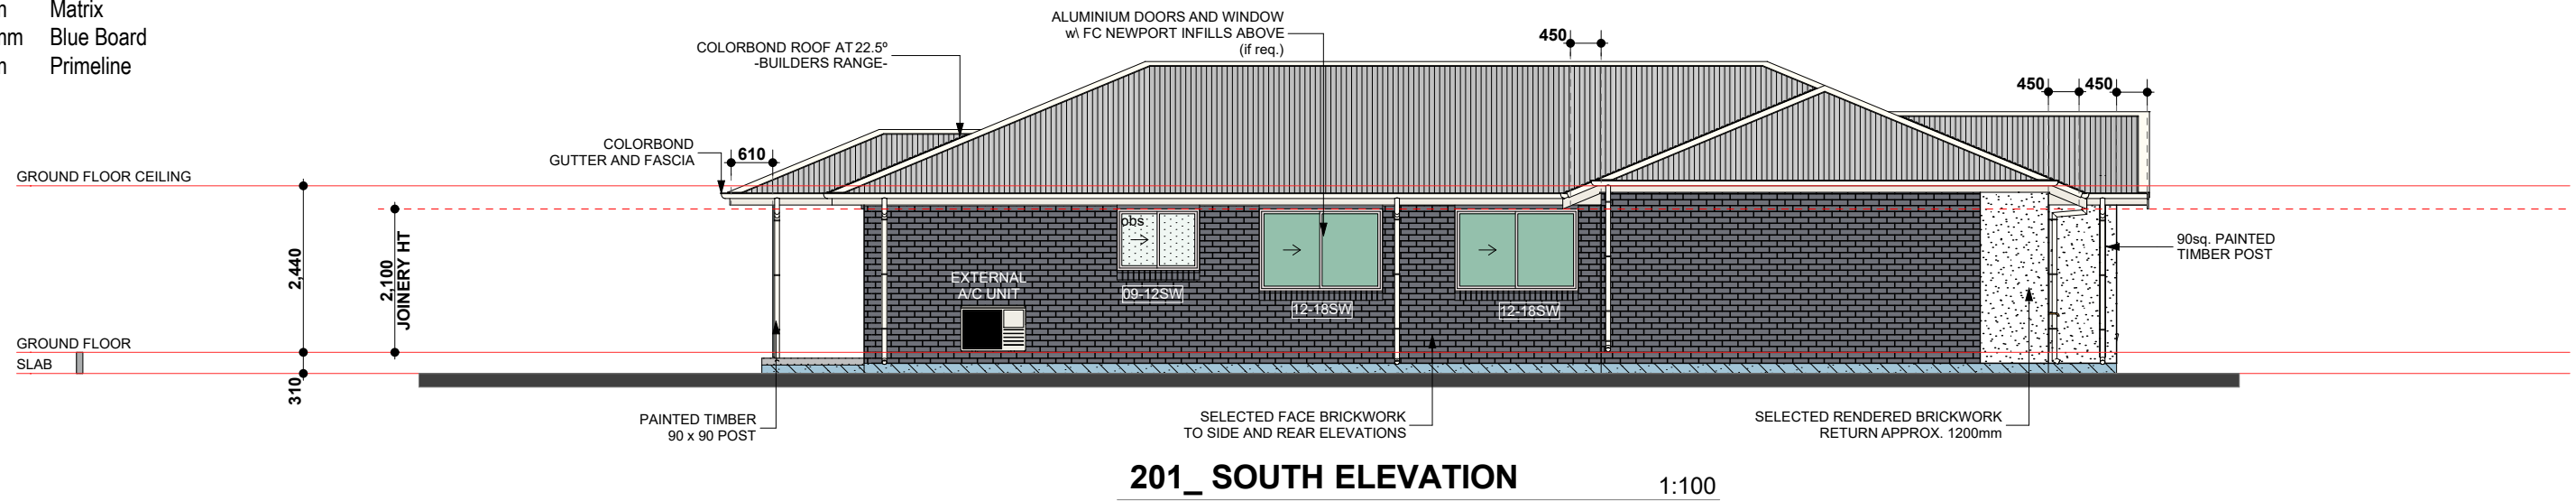 m Matrix
mm Blue Board
m Primeline
ALUMINIUM DOORS AND WINDOW
w\ FC NEWPORT INFILLS ABOVE
(if req.)
COLORBOND ROOF AT 22.5º
-BUILDERS RANGE-
450
450
450
COLORBOND
GUTTER AND FASCIA
610
GROUND FLOOR CEILING
2,440
2,100
JOINERY HT
obs
EXTERNAL
A/C UNIT
09-12SW
12-18SW
12-18SW
90sq. PAINTED
TIMBER POST
GROUND FLOOR
SLAB
310
PAINTED TIMBER
90 x 90 POST
SELECTED FACE BRICKWORK
TO SIDE AND REAR ELEVATIONS
SELECTED RENDERED BRICKWORK
RETURN APPROX. 1200mm
201_ SOUTH ELEVATION
1:100